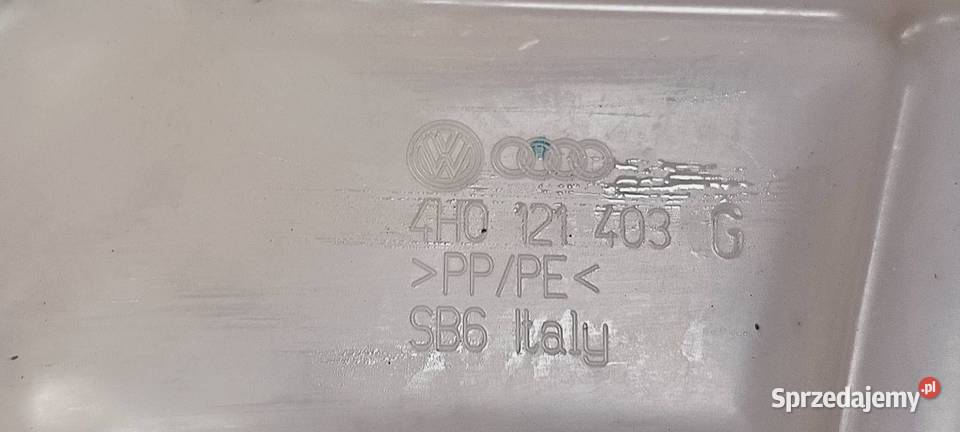 4H0 121 403 G
>PP/PE<
SB6 Italy
Sprzedajemy.pl